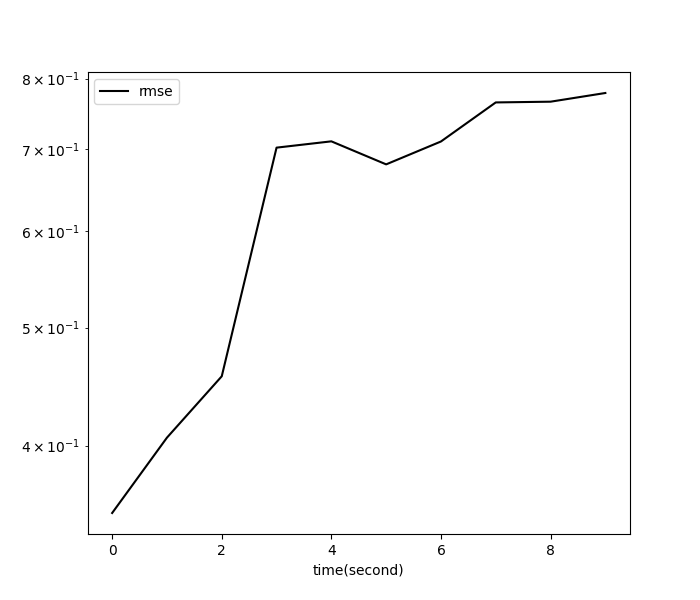 8 × 10⁻¹
rmse
7 × 10⁻¹
6 × 10⁻¹
5 × 10⁻¹
4 × 10⁻¹
0 2 4 6 8
time(second)